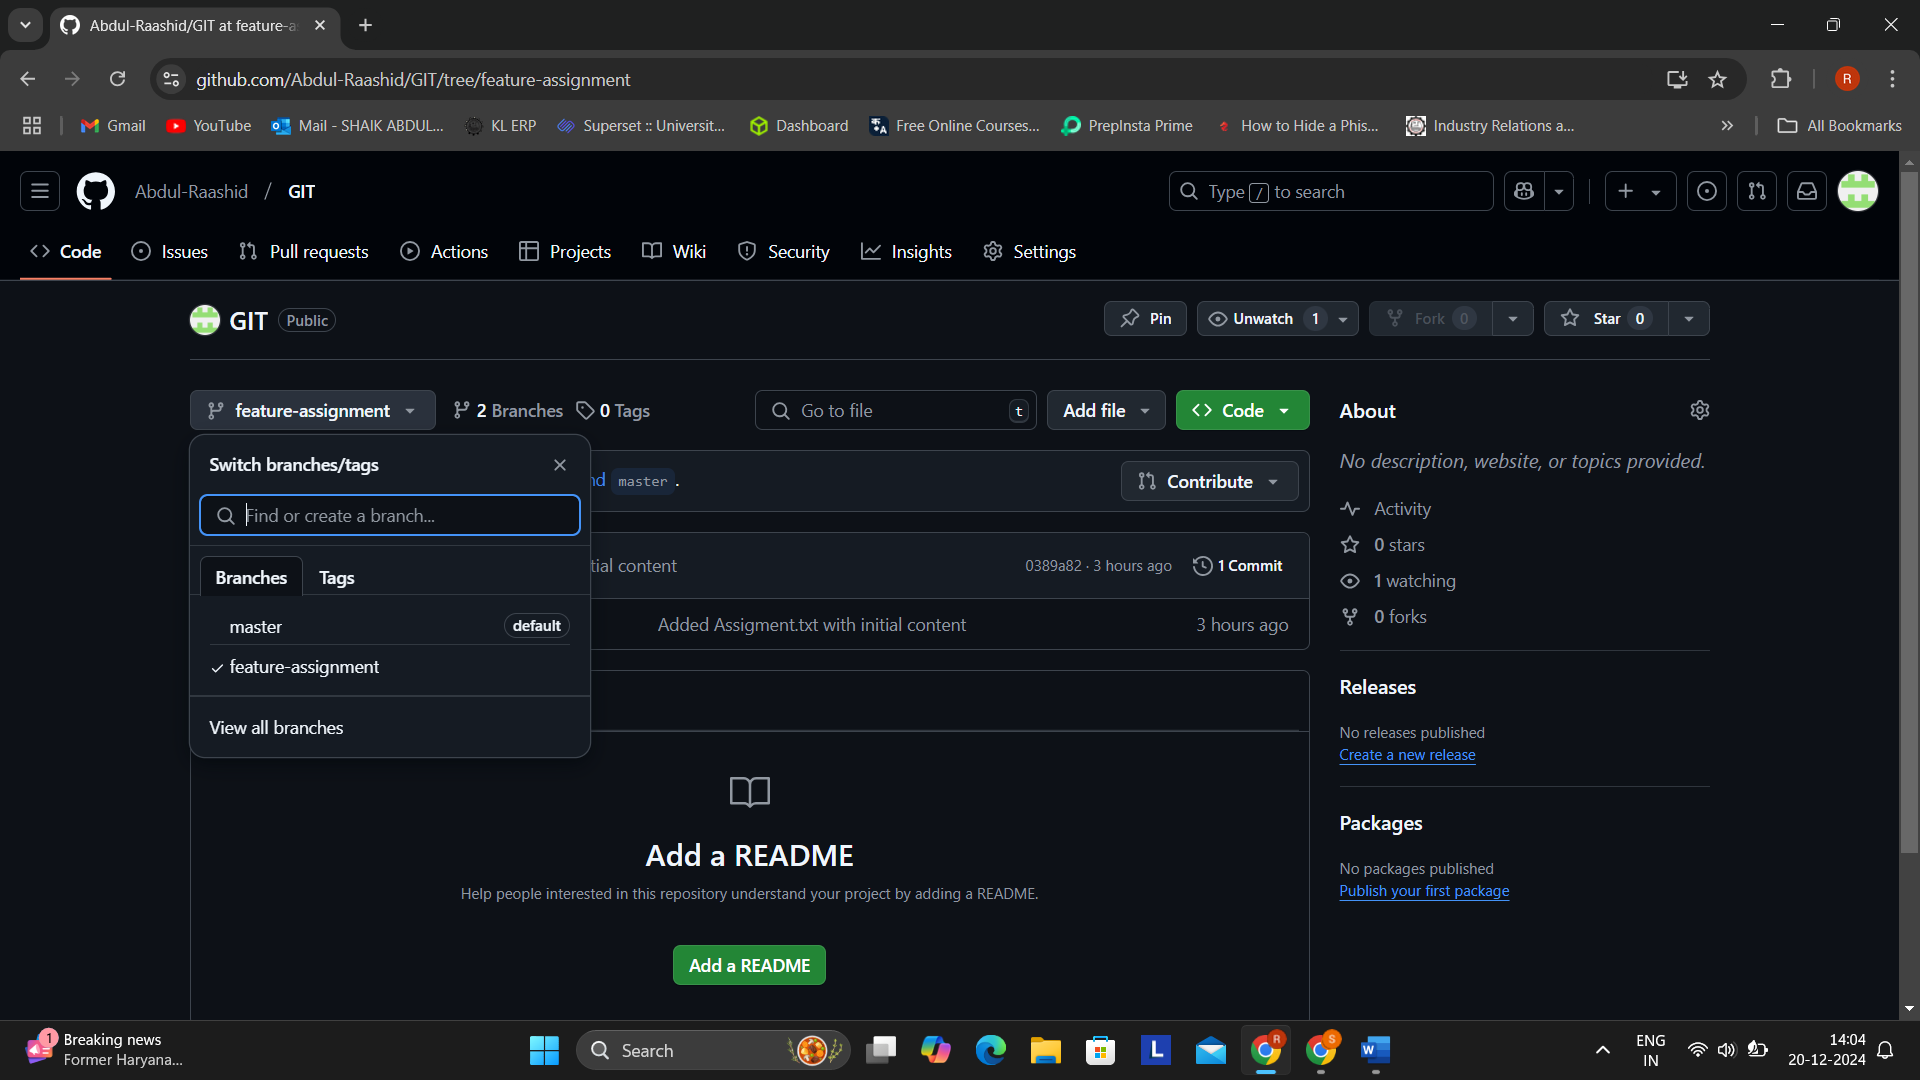 Abdul-Raashid/GIT at feature-a
github.com/Abdul-Raashid/GIT/tree/feature-assignment
R
Gmail
YouTube
Mail - SHAIK ABDUL...
KL ERP
Superset :: Universit...
Dashboard
Free Online Courses...
PrepInsta Prime
How to Hide a Phis...
Industry Relations a...
All Bookmarks
Abdul-Raashid / GIT
Type / to search
Code
Issues
Pull requests
Actions
Projects
Wiki
Security
Insights
Settings
GIT Public
Pin
Unwatch 1
Fork 0
Star 0
feature-assignment
2 Branches
0 Tags
Go to file t
Add file
Code
About
Switch branches/tags
Find or create a branch...
Branches
Tags
master default
feature-assignment
View all branches
nd master .
Contribute
tial content
0389a82 · 3 hours ago
1 Commit
Added Assigment.txt with initial content
3 hours ago
Add a README
Help people interested in this repository understand your project by adding a README.
Add a README
No description, website, or topics provided.
Activity
0 stars
1 watching
0 forks
Releases
No releases published
Create a new release
Packages
No packages published
Publish your first package
1
Breaking news
Former Haryana...
Search
L
R
S
W
ENG
IN
14:04
20-12-2024